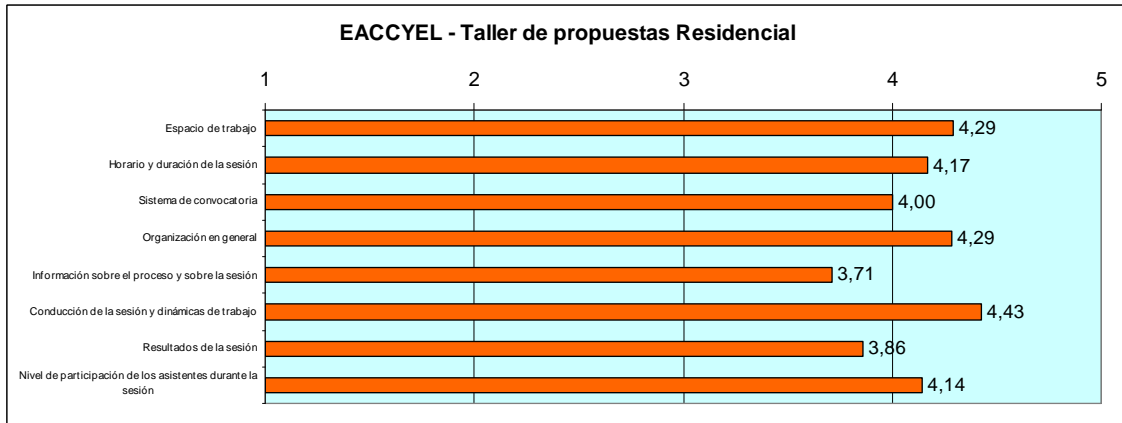 EACCYEL - Taller de propuestas Residencial
1 2 3 4 5
Espacio de trabajo 4,29
Horario y duración de la sesión 4,17
Sistema de convocatoria 4,00
Organización en general 4,29
Información sobre el proceso y sobre la sesión 3,71
Conducción de la sesión y dinámicas de trabajo 4,43
Resultados de la sesión 3,86
Nivel de participación de los asistentes durante la
sesión 4,14